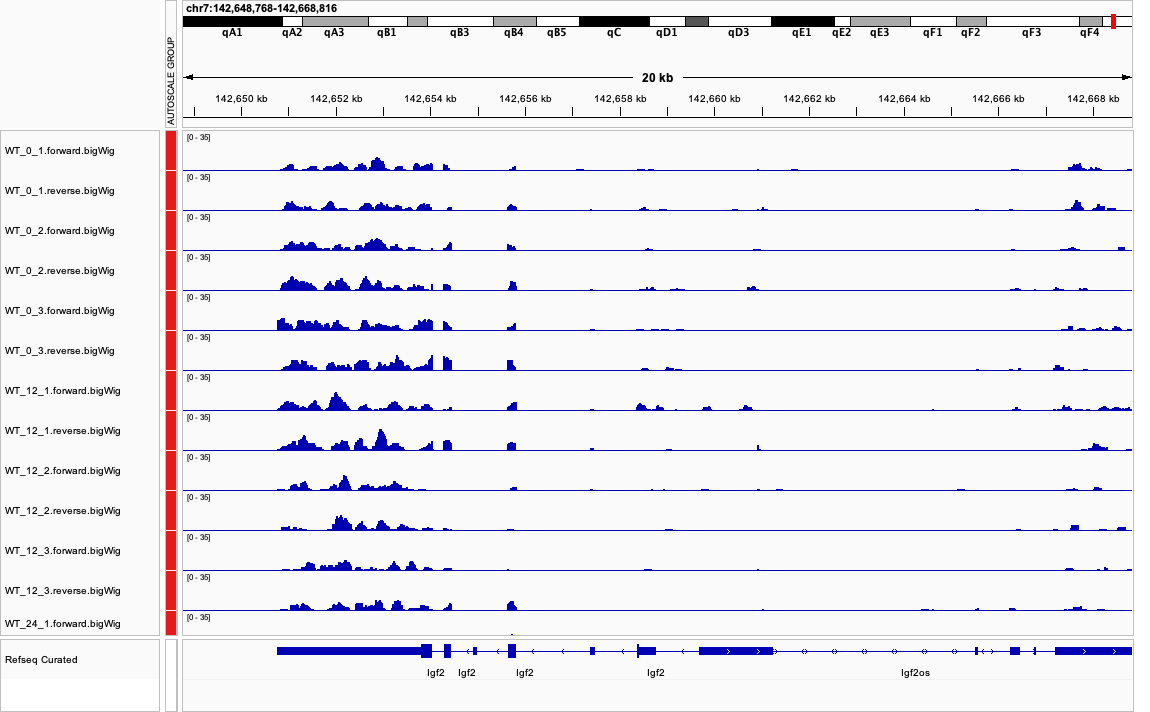 chr7:142,648,768-142,668,816
qA1 qA2 qA3 qB1 qB3 qB4 qB5 qC qD1 qD3 qE1 qE2 qE3 qF1 qF2 qF3 qF4
20 kb
142,650 kb 142,652 kb 142,654 kb 142,656 kb 142,658 kb 142,660 kb 142,662 kb 142,664 kb 142,666 kb 142,668 kb
AUTOSCALE GROUP
[0 - 35]
WT_0_1.forward.bigWig
[0 - 35]
WT_0_1.reverse.bigWig
[0 - 35]
WT_0_2.forward.bigWig
[0 - 35]
WT_0_2.reverse.bigWig
[0 - 35]
WT_0_3.forward.bigWig
[0 - 35]
WT_0_3.reverse.bigWig
[0 - 35]
WT_12_1.forward.bigWig
[0 - 35]
WT_12_1.reverse.bigWig
[0 - 35]
WT_12_2.forward.bigWig
[0 - 35]
WT_12_2.reverse.bigWig
[0 - 35]
WT_12_3.forward.bigWig
[0 - 35]
WT_12_3.reverse.bigWig
[0 - 35]
WT_24_1.forward.bigWig
Refseq Curated
Igf2 Igf2 Igf2 Igf2 Igf2os